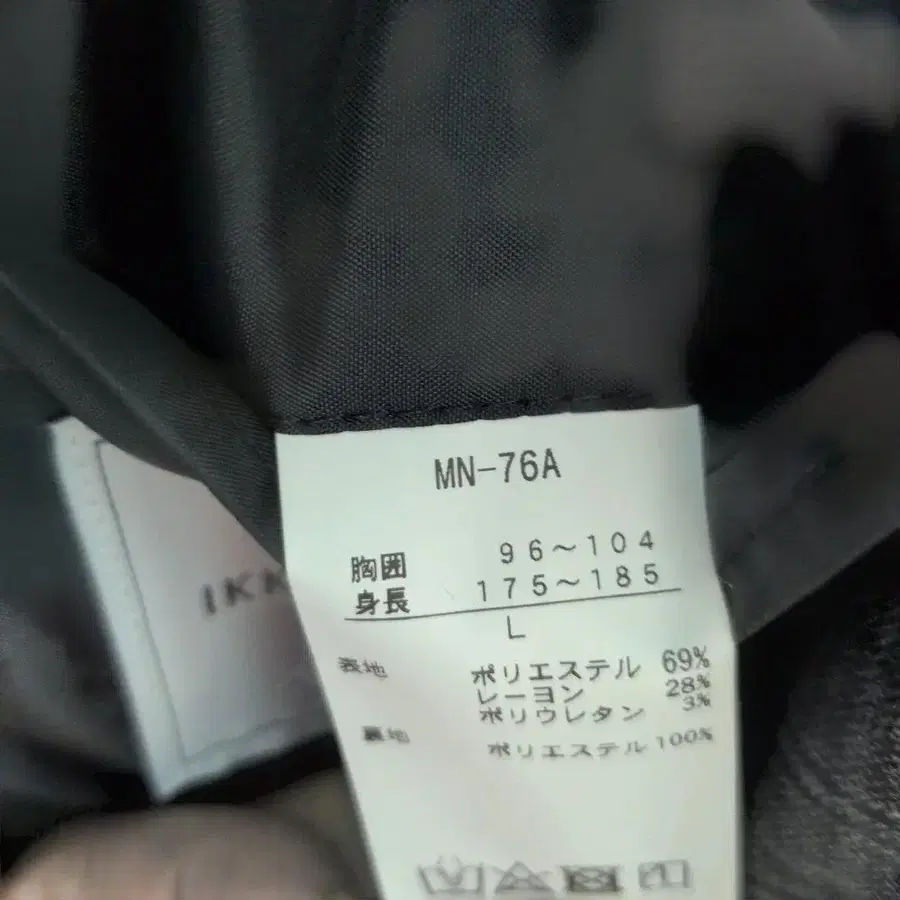 MN-76A
胸囲 96～104
身長 175～185
L
表地 ポリエステル 69%
レーヨン 28%
ポリウレタン 3%
裏地 ポリエステル 100%
IKK